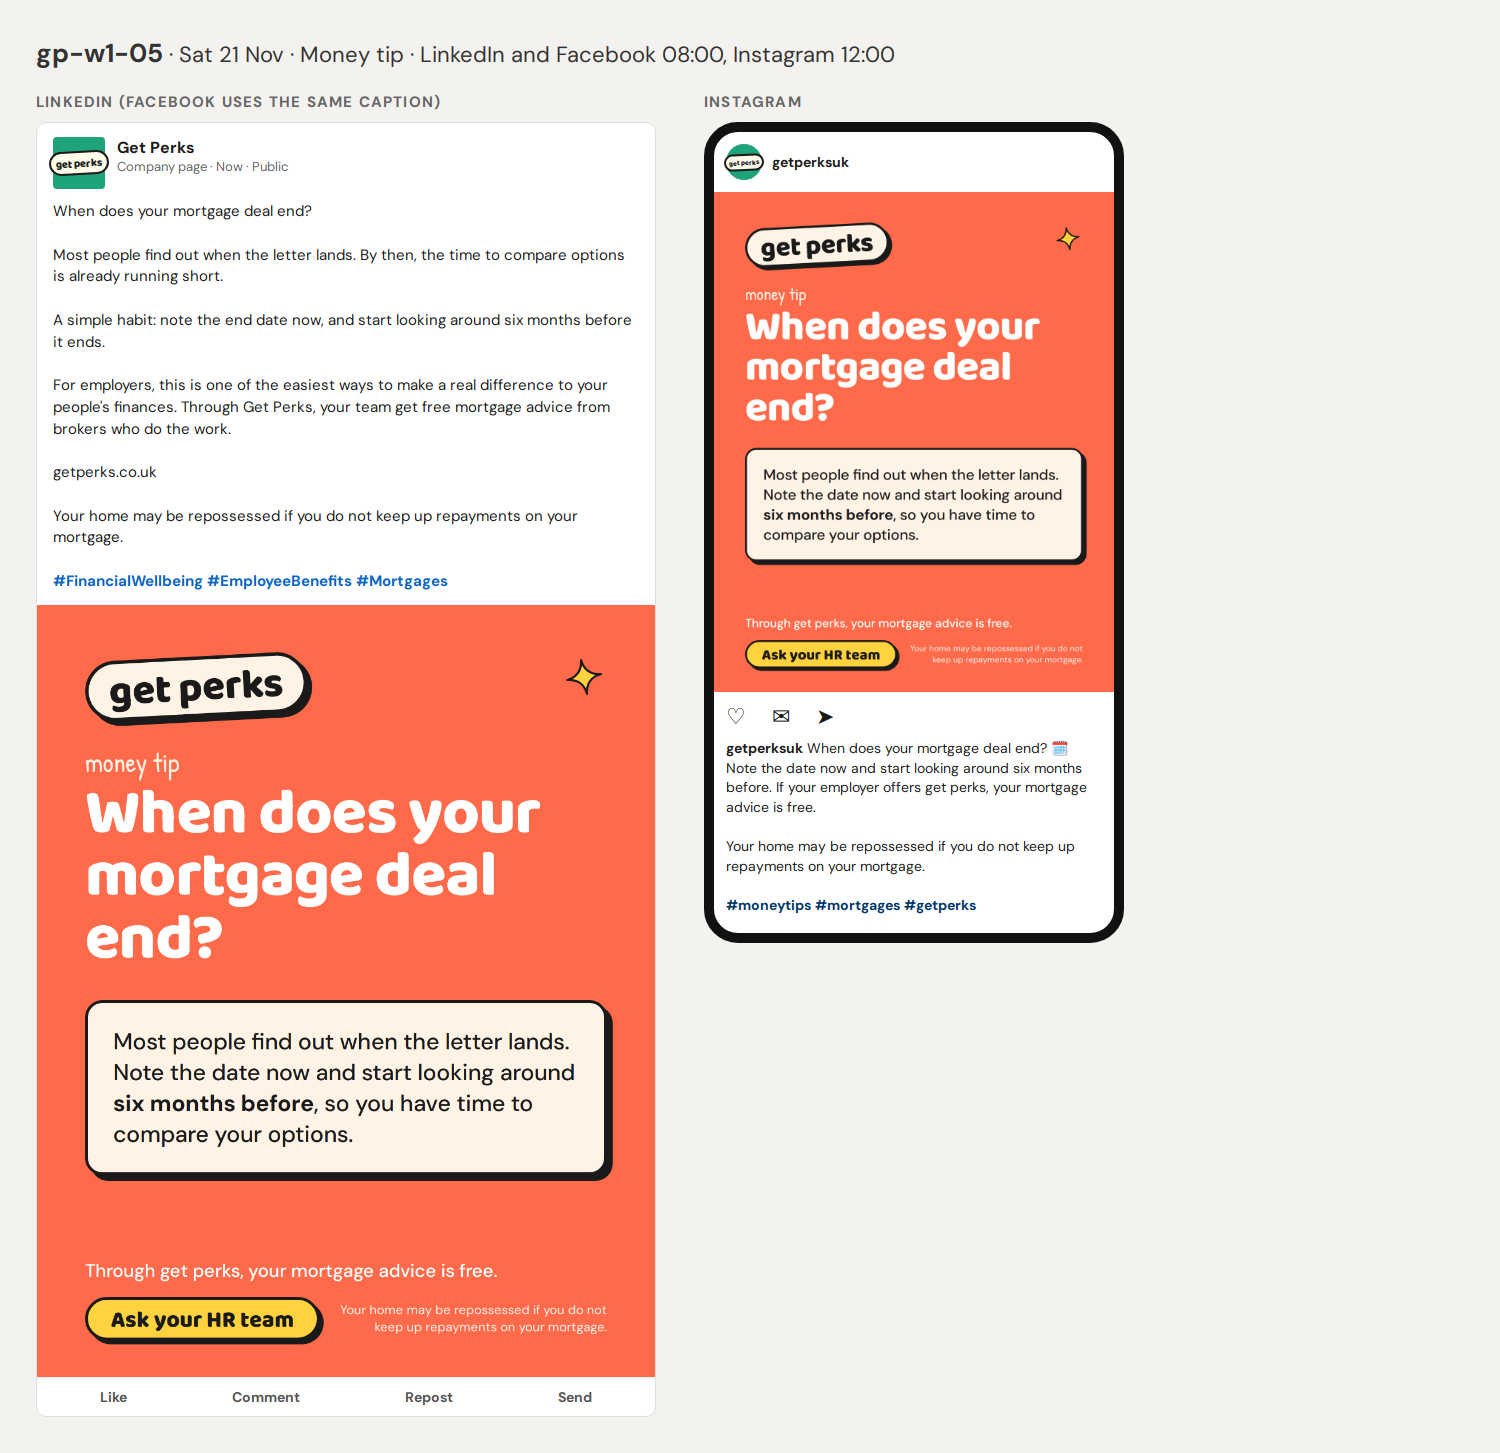 gp-w1-05 · Sat 21 Nov · Money tip · LinkedIn and Facebook 08:00, Instagram 12:00
LINKEDIN (FACEBOOK USES THE SAME CAPTION)
get perks
Get Perks
Company page · Now · Public
When does your mortgage deal end?
Most people find out when the letter lands. By then, the time to compare options
is already running short.
A simple habit: note the end date now, and start looking around six months before
it ends.
For employers, this is one of the easiest ways to make a real difference to your
people's finances. Through Get Perks, your team get free mortgage advice from
brokers who do the work.
getperks.co.uk
Your home may be repossessed if you do not keep up repayments on your
mortgage.
#FinancialWellbeing #EmployeeBenefits #Mortgages
get perks
money tip
When does your
mortgage deal
end?
Most people find out when the letter lands.
Note the date now and start looking around
six months before, so you have time to
compare your options.
Through get perks, your mortgage advice is free.
Ask your HR team
Your home may be repossessed if you do not
keep up repayments on your mortgage.
Like
Comment
Repost
Send
INSTAGRAM
get perks
getperksuk
get perks
money tip
When does your
mortgage deal
end?
Most people find out when the letter lands.
Note the date now and start looking around
six months before, so you have time to
compare your options.
Through get perks, your mortgage advice is free.
Ask your HR team
Your home may be repossessed if you do not
keep up repayments on your mortgage.
getperksuk When does your mortgage deal end? 🗓️
Note the date now and start looking around six months
before. If your employer offers get perks, your mortgage
advice is free.
Your home may be repossessed if you do not keep up
repayments on your mortgage.
#moneytips #mortgages #getperks